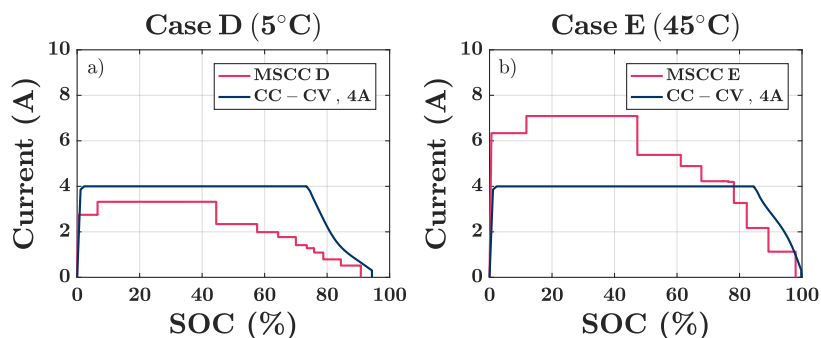 Case D (5°C)
a)
MSCC D
CC − CV , 4A
10
8
6
4
2
0
0 20 40 60 80 100
Current (A)
SOC (%)
Case E (45°C)
b)
MSCC E
CC − CV , 4A
10
8
6
4
2
0
0 20 40 60 80 100
Current (A)
SOC (%)